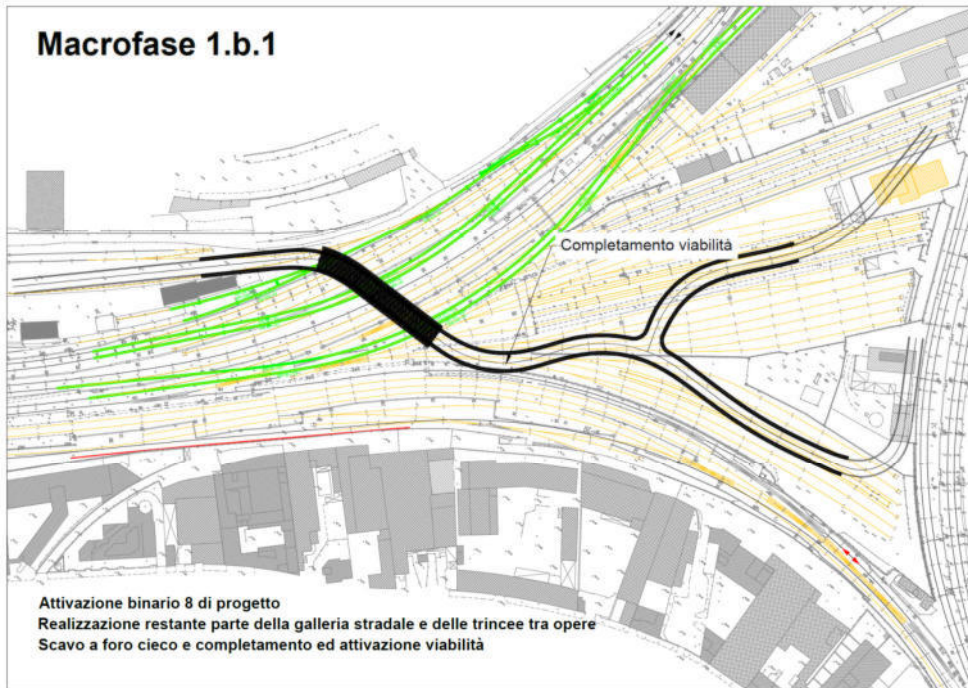 Macrofase 1.b.1
Completamento viabilità
Attivazione binario 8 di progetto
Realizzazione restante parte della galleria stradale e delle trincee tra opere
Scavo a foro cieco e completamento ed attivazione viabilità